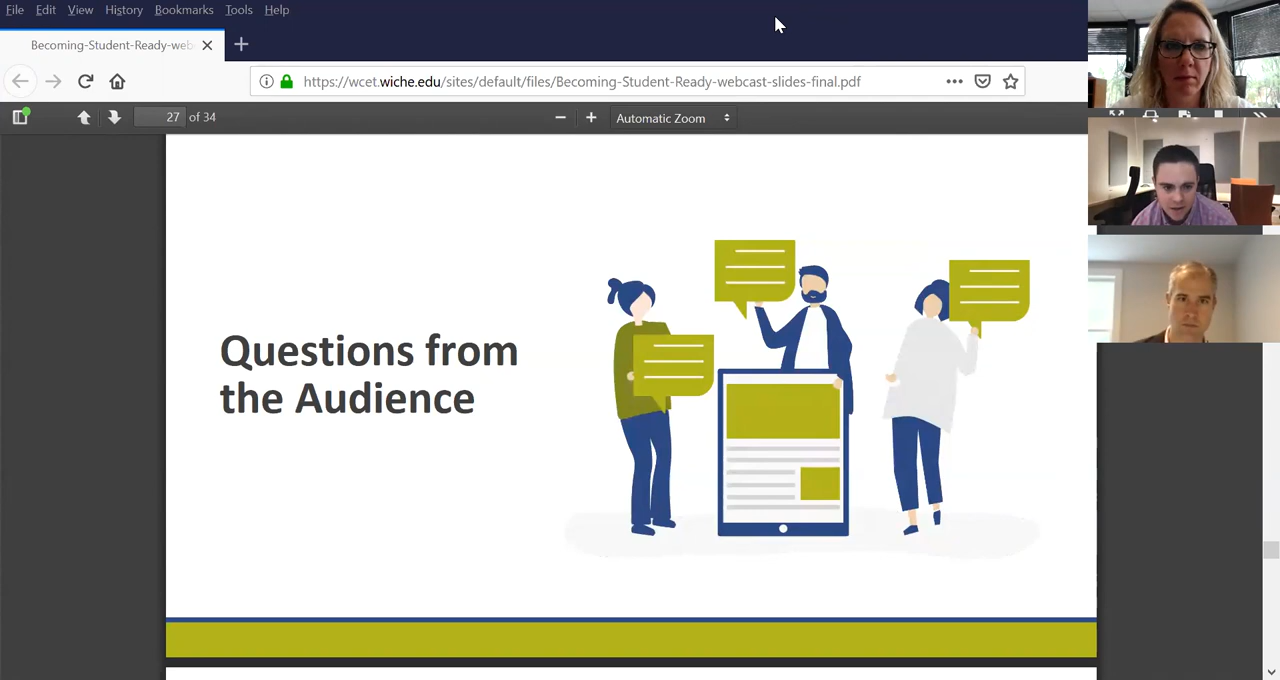 File Edit View History Bookmarks Tools Help
Becoming-Student-Ready-web
https://wcet.wiche.edu/sites/default/files/Becoming-Student-Ready-webcast-slides-final.pdf
27 of 34
Automatic Zoom
Questions from
the Audience